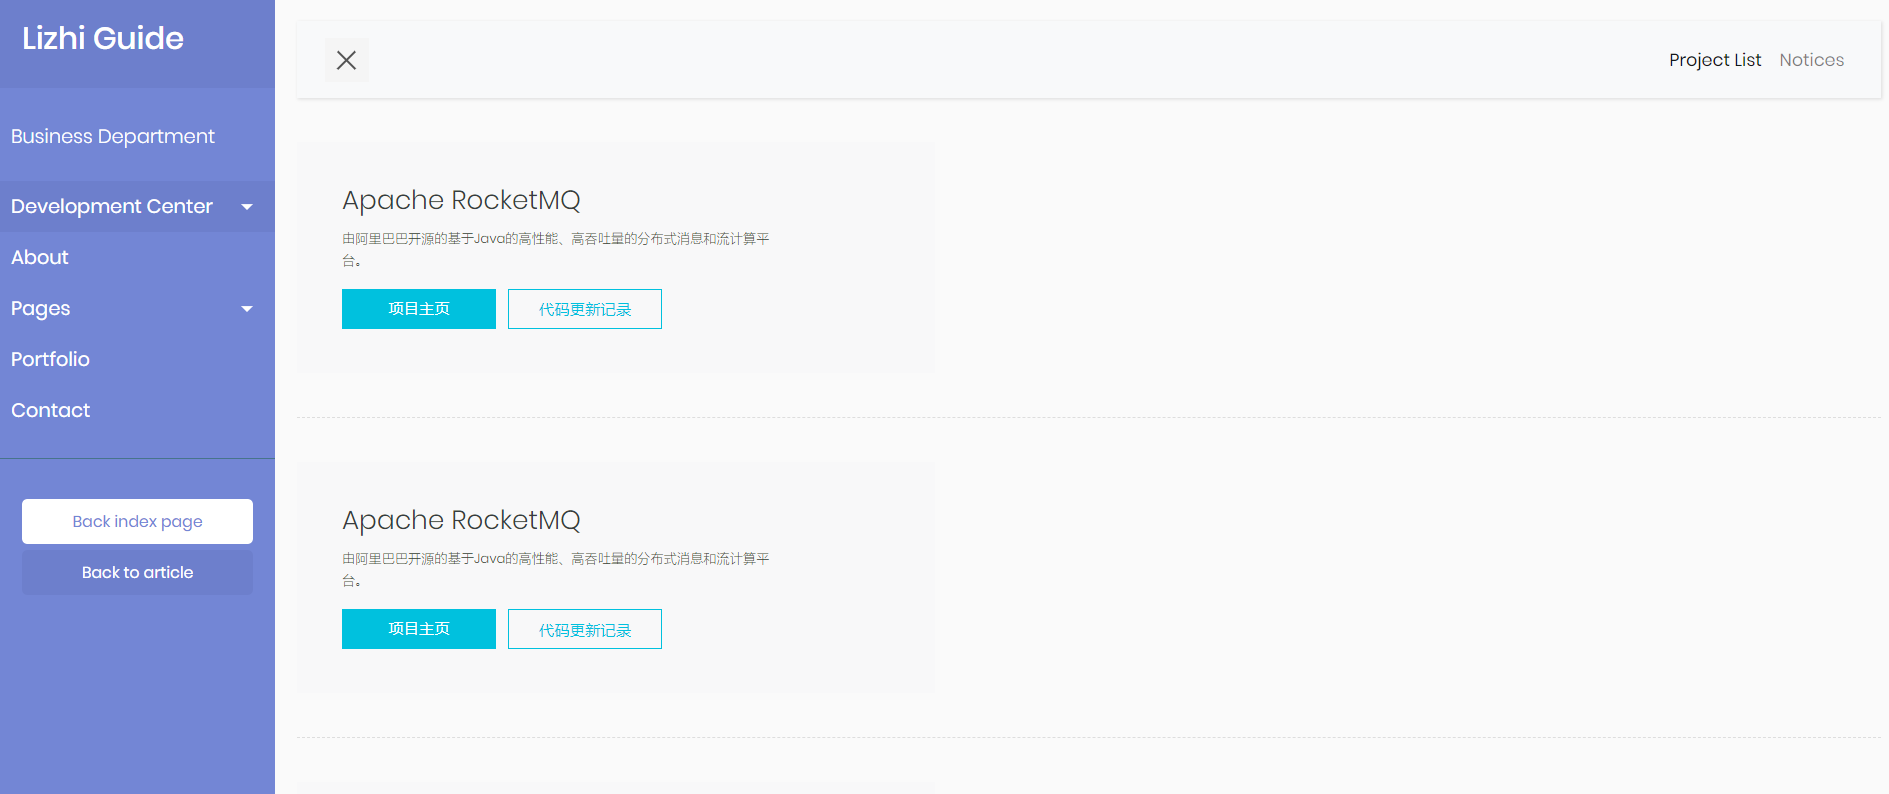 Lizhi Guide
Business Department
Development Center
About
Pages
Portfolio
Contact
Back index page
Back to article
Project List
Notices
Apache RocketMQ
由阿里巴巴开源的基于Java的高性能、高吞吐量的分布式消息和流计算平
台。
项目主页
代码更新记录
Apache RocketMQ
由阿里巴巴开源的基于Java的高性能、高吞吐量的分布式消息和流计算平
台。
项目主页
代码更新记录